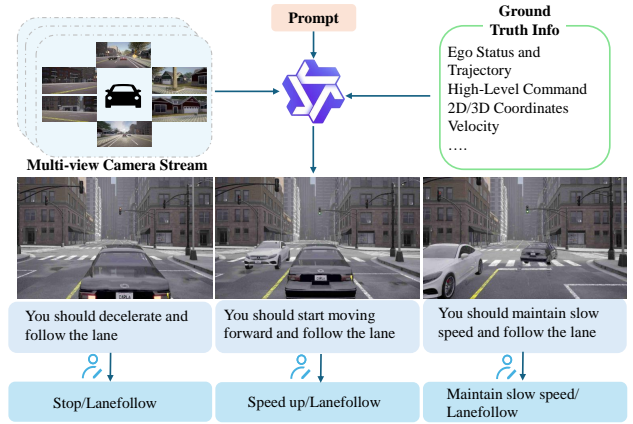 Prompt
Ground
Truth Info
Ego Status and
Trajectory
High-Level Command
2D/3D Coordinates
Velocity
....
Multi-view Camera Stream
You should decelerate and
follow the lane
You should start moving
forward and follow the lane
You should maintain slow
speed and follow the lane
Stop/Lanefollow
Speed up/Lanefollow
Maintain slow speed/
Lanefollow